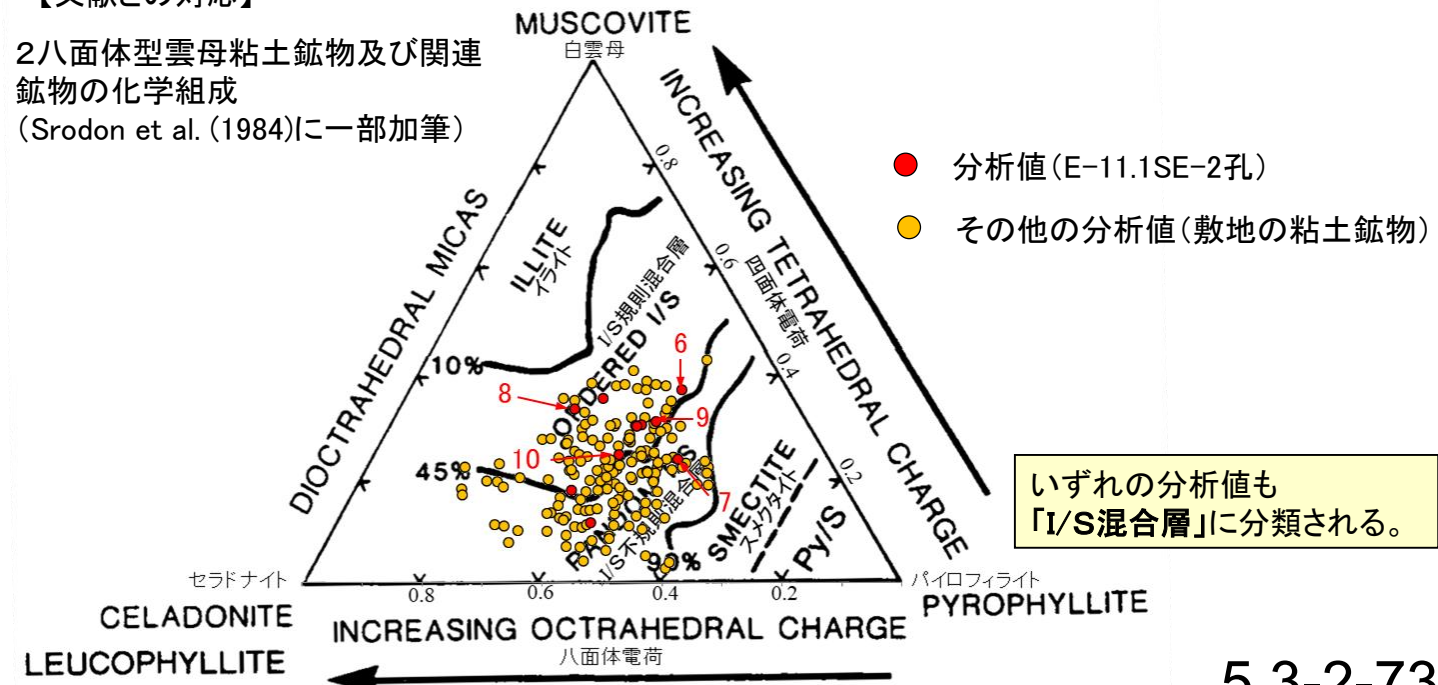 2八面体型雲母粘土鉱物及び関連
鉱物の化学組成
(Srodon et al. (1984)に一部加筆)
MUSCOVITE
白雲母
INCREASING TETRAHEDRAL CHARGE
四面体電荷
0.8
0.6
0.4
0.2
分析値(E-11.1SE-2孔)
その他の分析値(敷地の粘土鉱物)
DIOCTRAHEDRAL MICAS
ILLITE
イライト
I/S規則混合層
ORDERED I/S
10%
6
8
9
45%
10
7
I/S不規則混合層
90%
SMECTITE
スメクタイト
Py/S
いずれの分析値も
「I/S混合層」に分類される。
セラドナイト
パイロフィライト
0.8
0.6
0.4
0.2
CELADONITE
PYROPHYLLITE
INCREASING OCTRAHEDRAL CHARGE
LEUCOPHYLLITE
八面体電荷
5.3-2-73